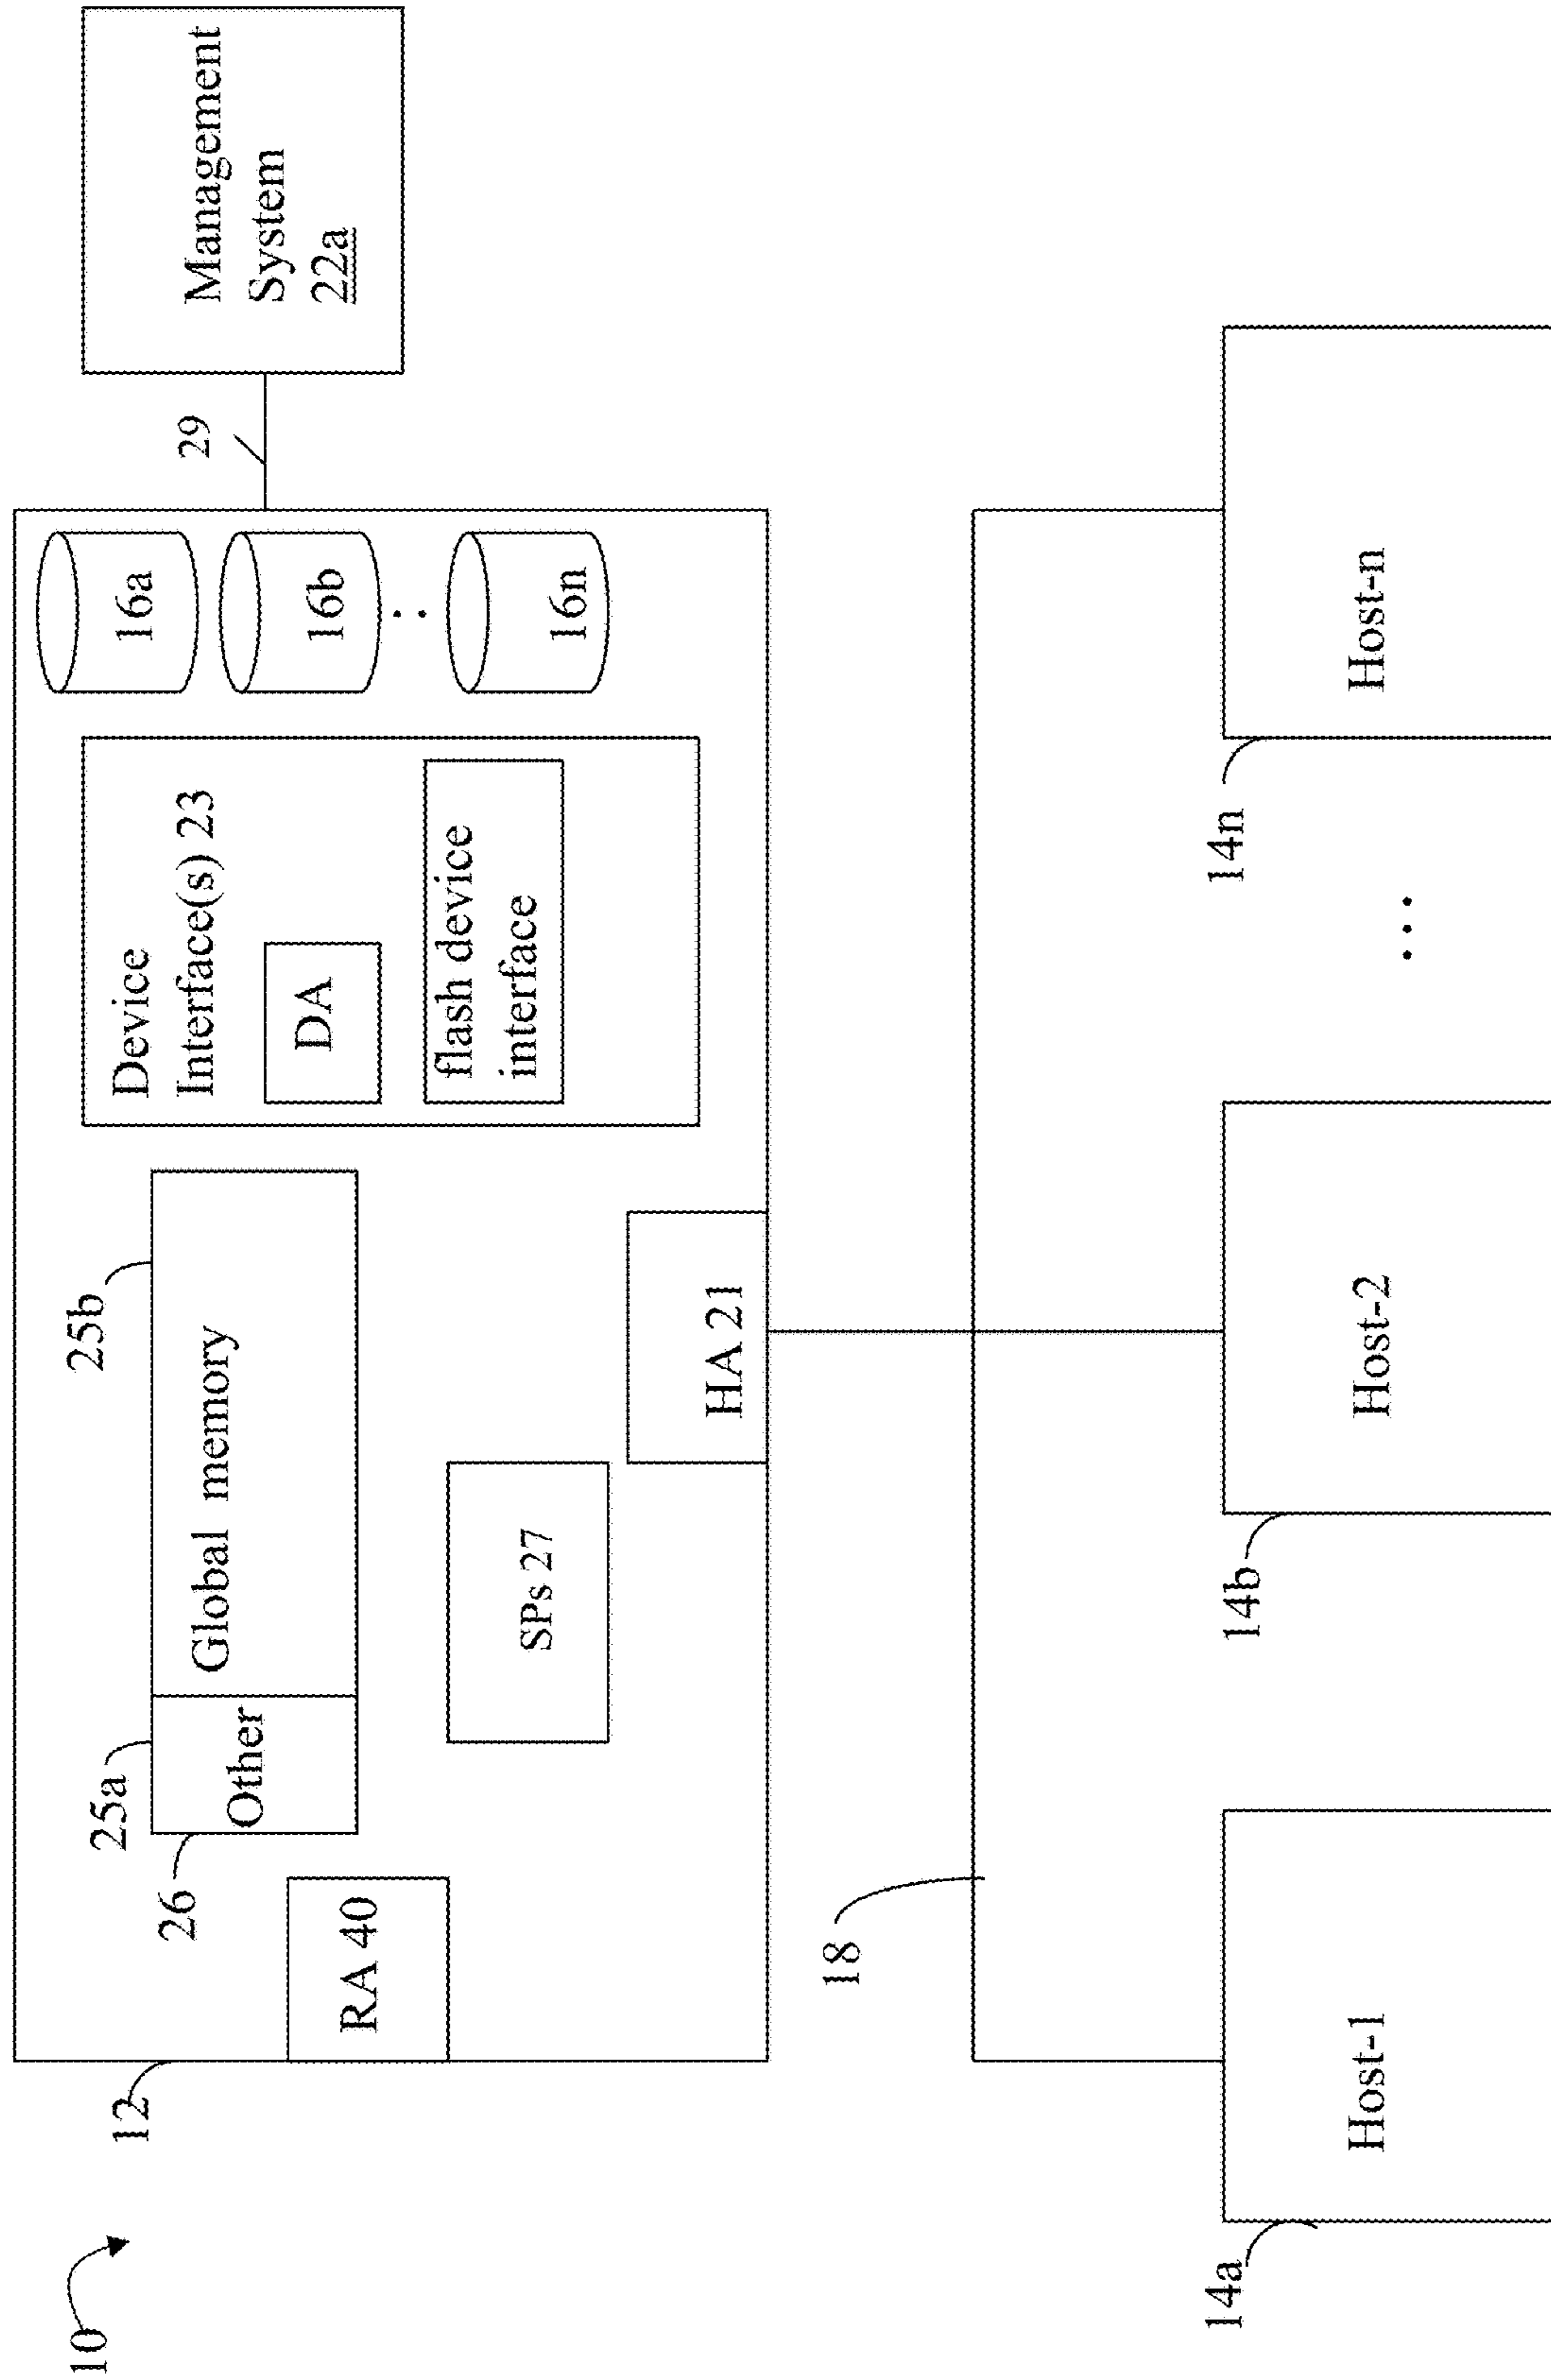 10
12
RA 40
26
25a
25b
Other
Global memory
SPs 27
HA 21
Device
Interface(s) 23
DA
flash device
interface
16a
16b
16n
29
Management
System
22a
18
14a
Host-1
14b
Host-2
...
14n
Host-n